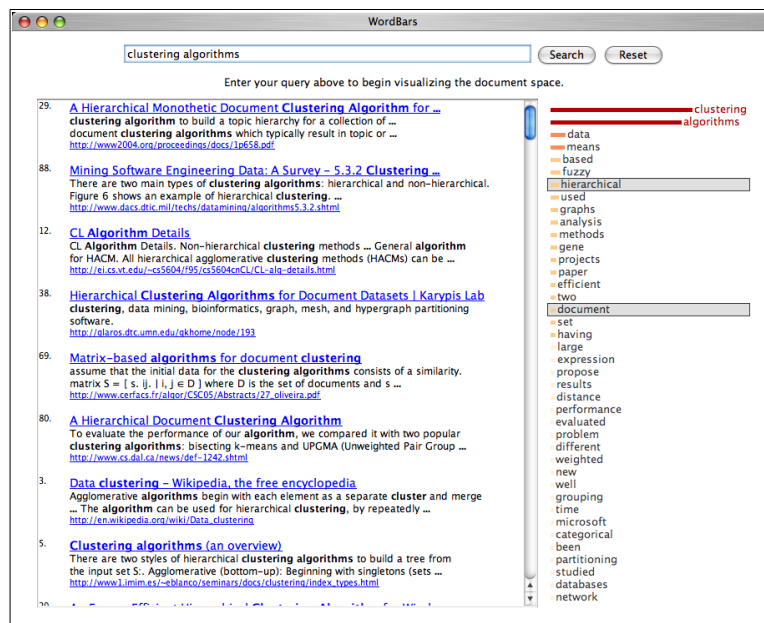 WordBars
clustering algorithms
Search
Reset
Enter your query above to begin visualizing the document space.
29. A Hierarchical Monothetic Document Clustering Algorithm for ...
clustering algorithm to build a topic hierarchy for a collection of ...
document clustering algorithms which typically result in topic or ...
http://www2004.org/proceedings/docs/1p658.pdf
88. Mining Software Engineering Data: A Survey - 5.3.2 Clustering ...
There are two main types of clustering algorithms: hierarchical and non-hierarchical.
Figure 6 shows an example of hierarchical clustering. ...
http://www.dacs.dtic.mil/techs/datamining/algorithms5.3.2.shtml
12. CL Algorithm Details
CL Algorithm Details. Non-hierarchical clustering methods ... General algorithm
for HACM. All hierarchical agglomerative clustering methods (HACMs) can be ...
http://ei.cs.vt.edu/~cs5604/f95/cs5604cnCL/CL-alg-details.html
38. Hierarchical Clustering Algorithms for Document Datasets | Karypis Lab
clustering, data mining, bioinformatics, graph, mesh, and hypergraph partitioning
software.
http://glaros.dtc.umn.edu/gkhome/node/193
69. Matrix-based algorithms for document clustering
assume that the initial data for the clustering algorithms consists of a similarity.
matrix S = [ s. ij. | i, j ∈ D ] where D is the set of documents and s ...
http://www.cerfacs.fr/algor/CSC05/Abstracts/27_oliveira.pdf
80. A Hierarchical Document Clustering Algorithm
To evaluate the performance of our algorithm, we compared it with two popular
clustering algorithms: bisecting k-means and UPGMA (Unweighted Pair Group ...
http://www.cs.dal.ca/news/def-1242.shtml
3. Data clustering - Wikipedia, the free encyclopedia
Agglomerative algorithms begin with each element as a separate cluster and merge
... The algorithm can be used for hierarchical clustering, by repeatedly ...
http://en.wikipedia.org/wiki/Data_clustering
5. Clustering algorithms (an overview)
There are two styles of hierarchical clustering algorithms to build a tree from
the input set S:. Agglomerative (bottom-up): Beginning with singletons (sets ...
http://www1.imim.es/~eblanco/seminars/docs/clustering/index_types.html
clustering
algorithms
data
means
based
fuzzy
hierarchical
used
graphs
analysis
methods
gene
projects
paper
efficient
two
document
set
having
large
expression
propose
results
distance
performance
evaluated
problem
different
weighted
new
well
grouping
time
microsoft
categorical
been
partitioning
studied
databases
network